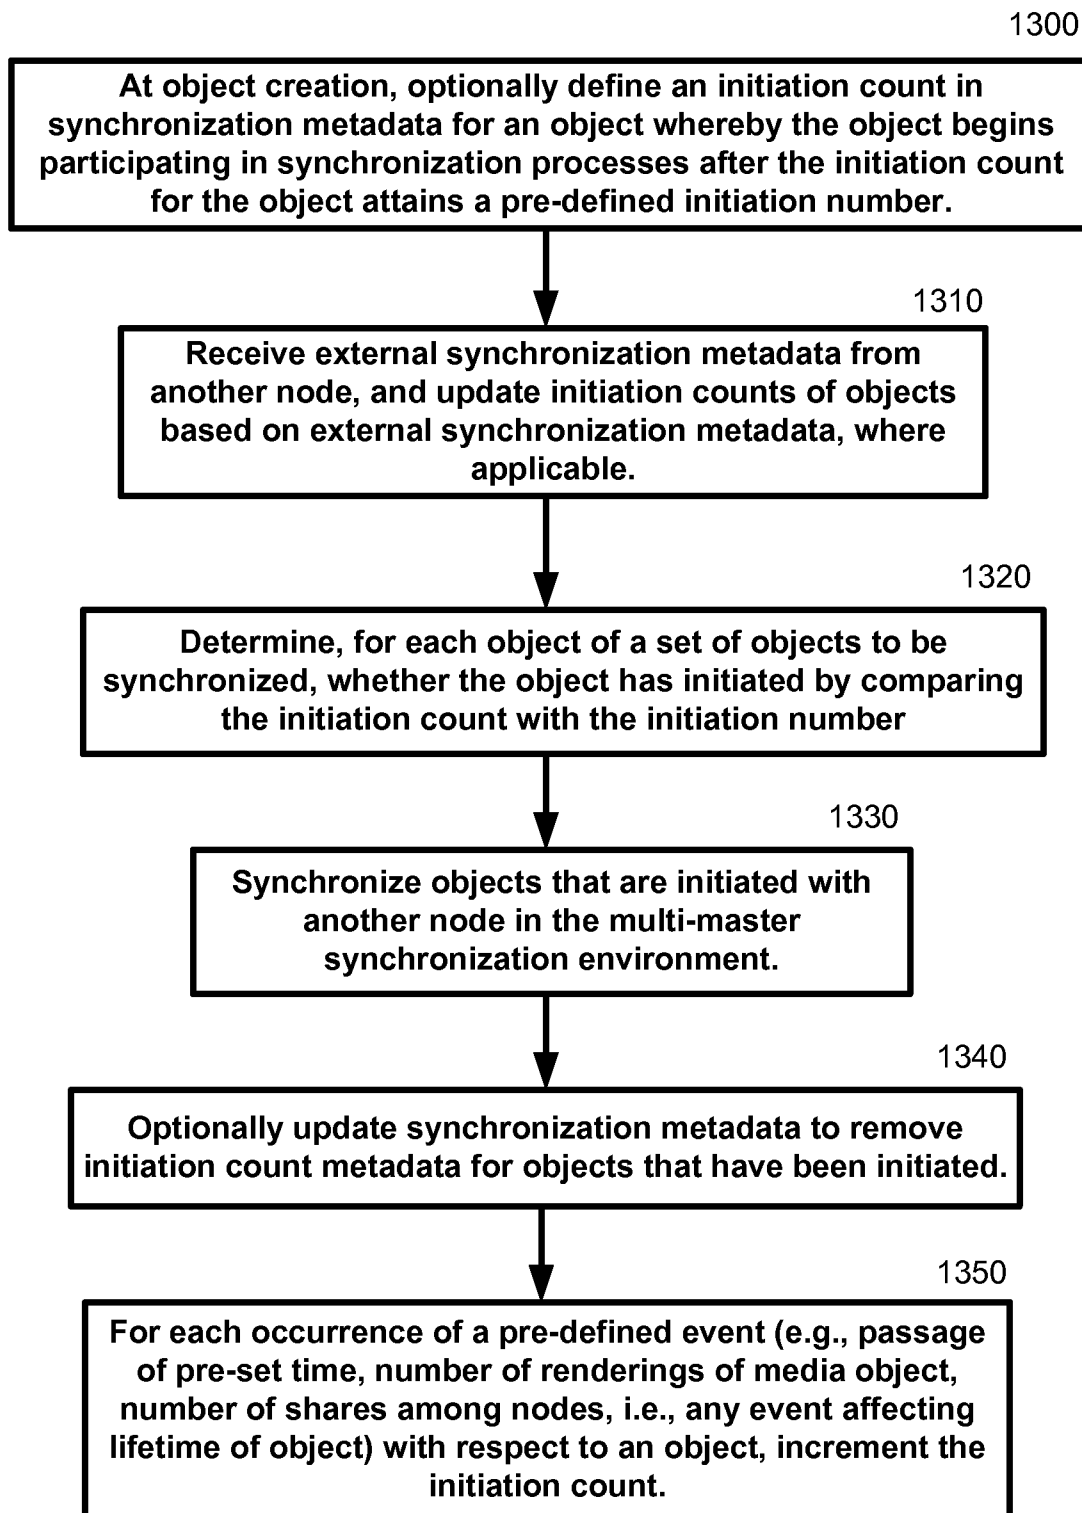 1300
At object creation, optionally define an initiation count in
synchronization metadata for an object whereby the object begins
participating in synchronization processes after the initiation count
for the object attains a pre-defined initiation number.
1310
Receive external synchronization metadata from
another node, and update initiation counts of objects
based on external synchronization metadata, where
applicable.
1320
Determine, for each object of a set of objects to be
synchronized, whether the object has initiated by comparing
the initiation count with the initiation number
1330
Synchronize objects that are initiated with
another node in the multi-master
synchronization environment.
1340
Optionally update synchronization metadata to remove
initiation count metadata for objects that have been initiated.
1350
For each occurrence of a pre-defined event (e.g., passage
of pre-set time, number of renderings of media object,
number of shares among nodes, i.e., any event affecting
lifetime of object) with respect to an object, increment the
initiation count.